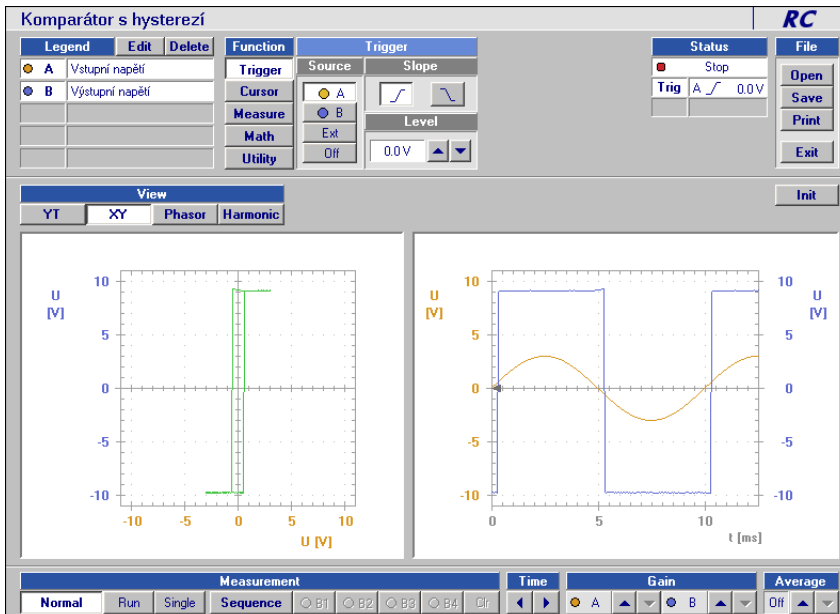 Komparátor s hysterezí
RC
Legend Edit Delete
A Vstupní napětí
B Výstupní napětí
Function
Trigger
Cursor
Measure
Math
Utility
Trigger
Source Slope
A
B
Ext
Off
Level
0.0 V
Status
Stop
Trig A 0.0 V
File
Open
Save
Print
Exit
View
YT XY Phasor Harmonic
Init
U
[V]
10
5
0
-5
-10
-10 -5 0 5 10
U [V]
U
[V]
10
5
0
-5
-10
0 5 10
t [ms]
10
5
0
-5
-10
U
[V]
Measurement
Normal Run Single Sequence B1 B2 B3 B4 Clr
Time
Gain
A B
Average
Off